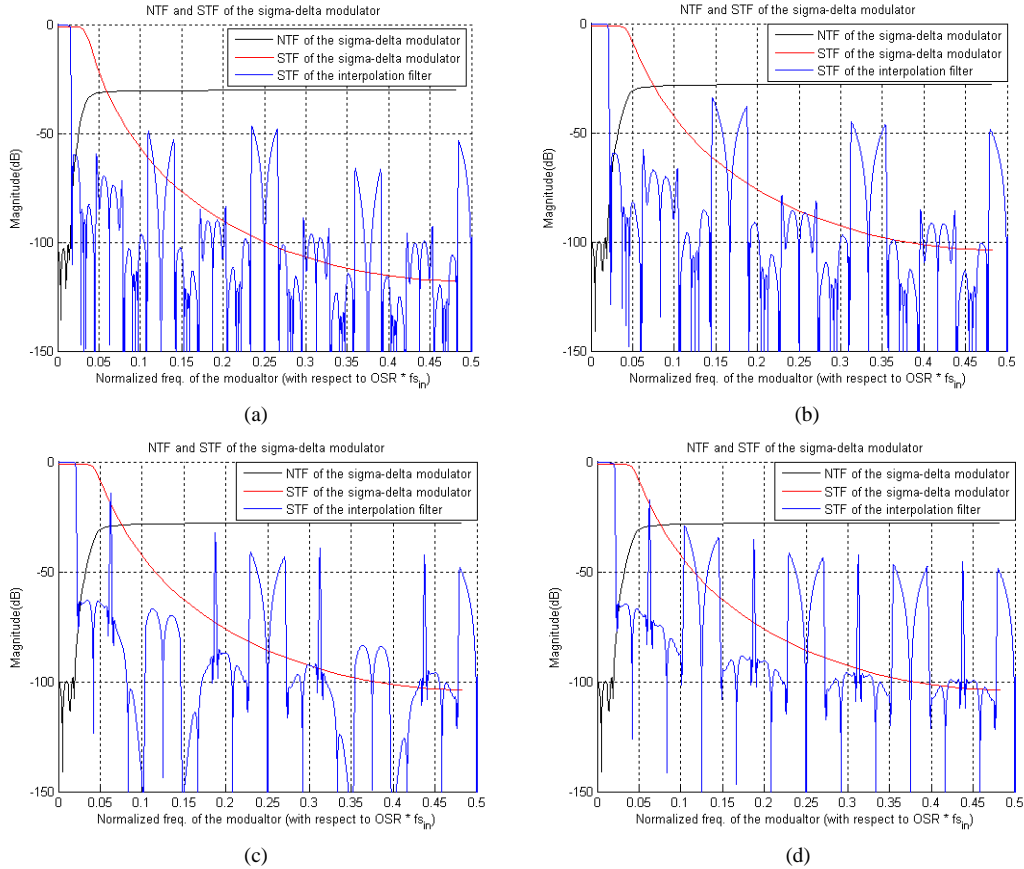 NTF and STF of the sigma-delta modulator
NTF of the sigma-delta modulator
STF of the sigma-delta modulator
STF of the interpolation filter
Magnitude(dB)
0
-50
-100
-150
0 0.05 0.1 0.15 0.2 0.25 0.3 0.35 0.4 0.45 0.5
Normalized freq. of the modualtor (with respect to OSR * fs_in)
(a)
NTF and STF of the sigma-delta modulator
NTF of the sigma-delta modulator
STF of the sigma-delta modulator
STF of the interpolation filter
Magnitude(dB)
0
-50
-100
-150
0 0.05 0.1 0.15 0.2 0.25 0.3 0.35 0.4 0.45 0.5
Normalized freq. of the modualtor (with respect to OSR * fs_in)
(b)
NTF and STF of the sigma-delta modulator
NTF of the sigma-delta modulator
STF of the sigma-delta modulator
STF of the interpolation filter
Magnitude(dB)
0
-50
-100
-150
0 0.05 0.1 0.15 0.2 0.25 0.3 0.35 0.4 0.45 0.5
Normalized freq. of the modualtor (with respect to OSR * fs_in)
(c)
NTF and STF of the sigma-delta modulator
NTF of the sigma-delta modulator
STF of the sigma-delta modulator
STF of the interpolation filter
Magnitude(dB)
0
-50
-100
-150
0 0.05 0.1 0.15 0.2 0.25 0.3 0.35 0.4 0.45 0.5
Normalized freq. of the modualtor (with respect to OSR * fs_in)
(d)